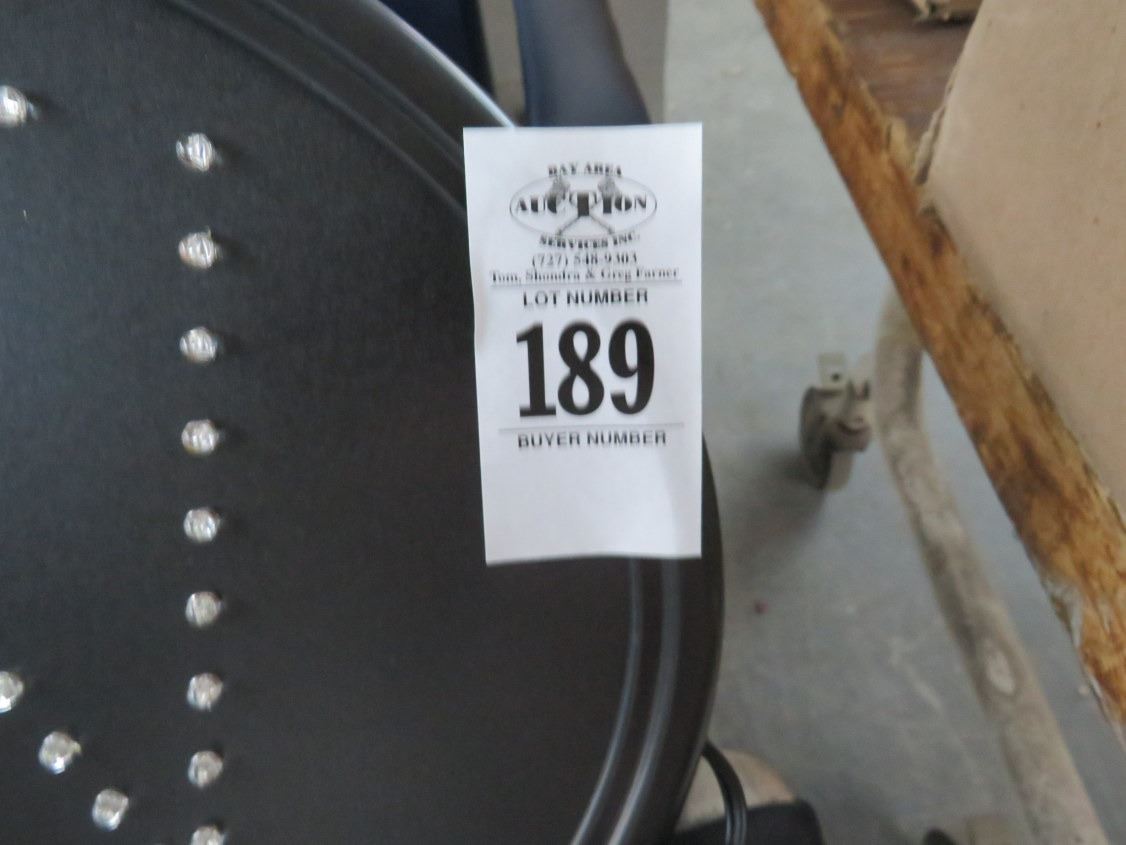 BAY AREA
AUCTION
SERVICES INC.
(727) 548-9303
Tom, Shondra & Greg Farner
LOT NUMBER
189
BUYER NUMBER